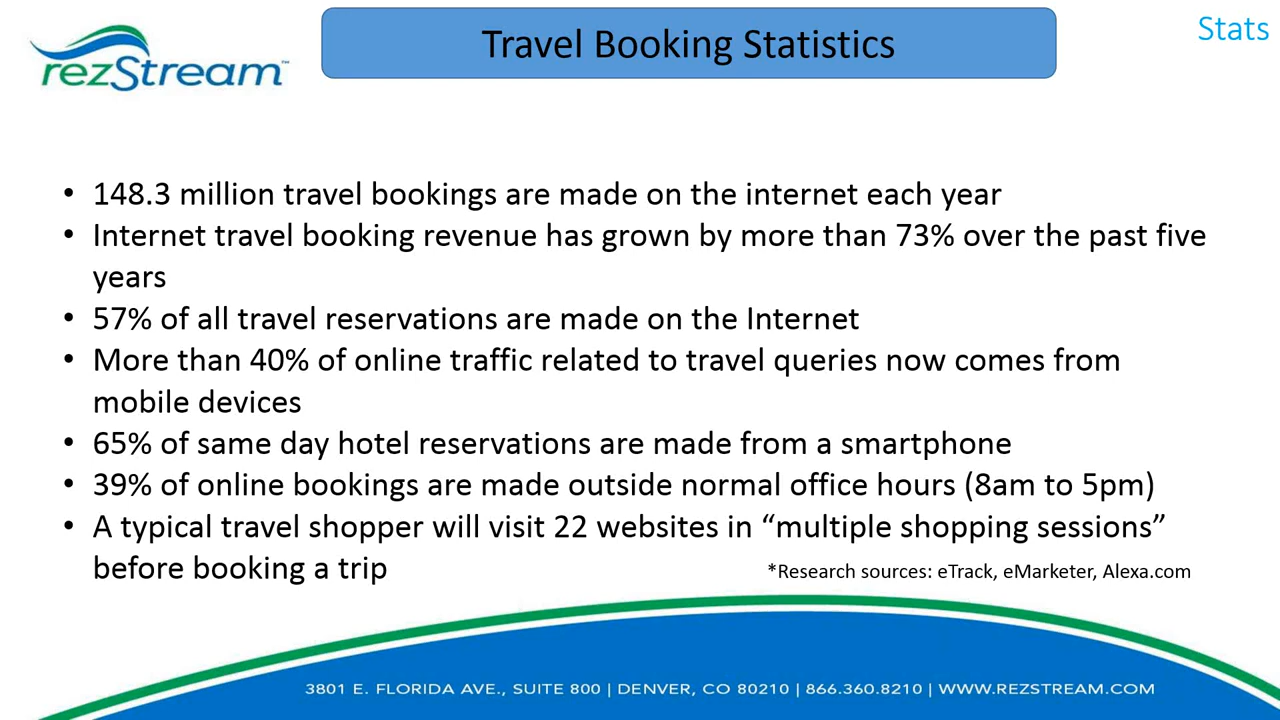 rezStream™
Travel Booking Statistics
Stats
• 148.3 million travel bookings are made on the internet each year
• Internet travel booking revenue has grown by more than 73% over the past five
years
• 57% of all travel reservations are made on the Internet
• More than 40% of online traffic related to travel queries now comes from
mobile devices
• 65% of same day hotel reservations are made from a smartphone
• 39% of online bookings are made outside normal office hours (8am to 5pm)
• A typical travel shopper will visit 22 websites in “multiple shopping sessions”
before booking a trip
*Research sources: eTrack, eMarketer, Alexa.com
3801 E. FLORIDA AVE., SUITE 800 | DENVER, CO 80210 | 866.360.8210 | WWW.REZSTREAM.COM